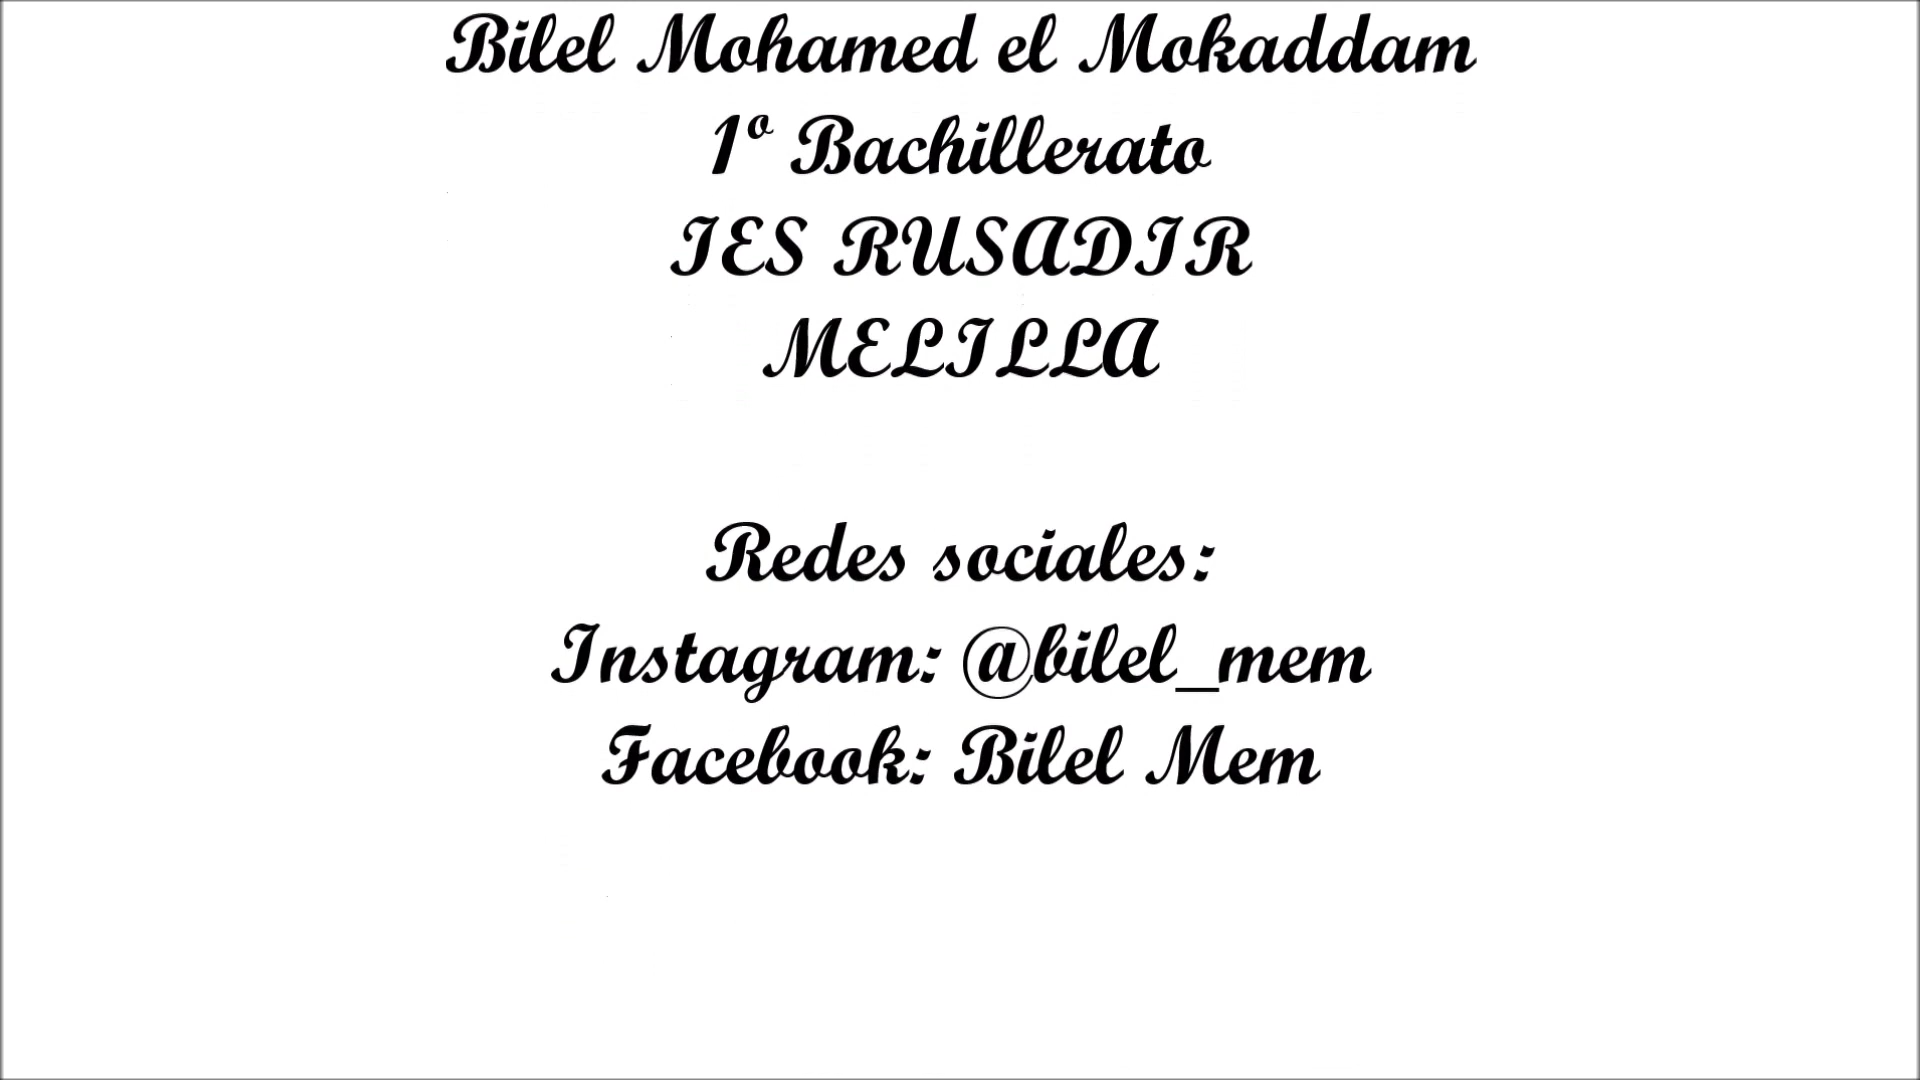 Bilel Mohamed el Mokaddam
1º Bachillerato
IES RUSADIR
MELILLA
Redes sociales:
Instagram: @bilel_mem
Facebook: Bilel Mem